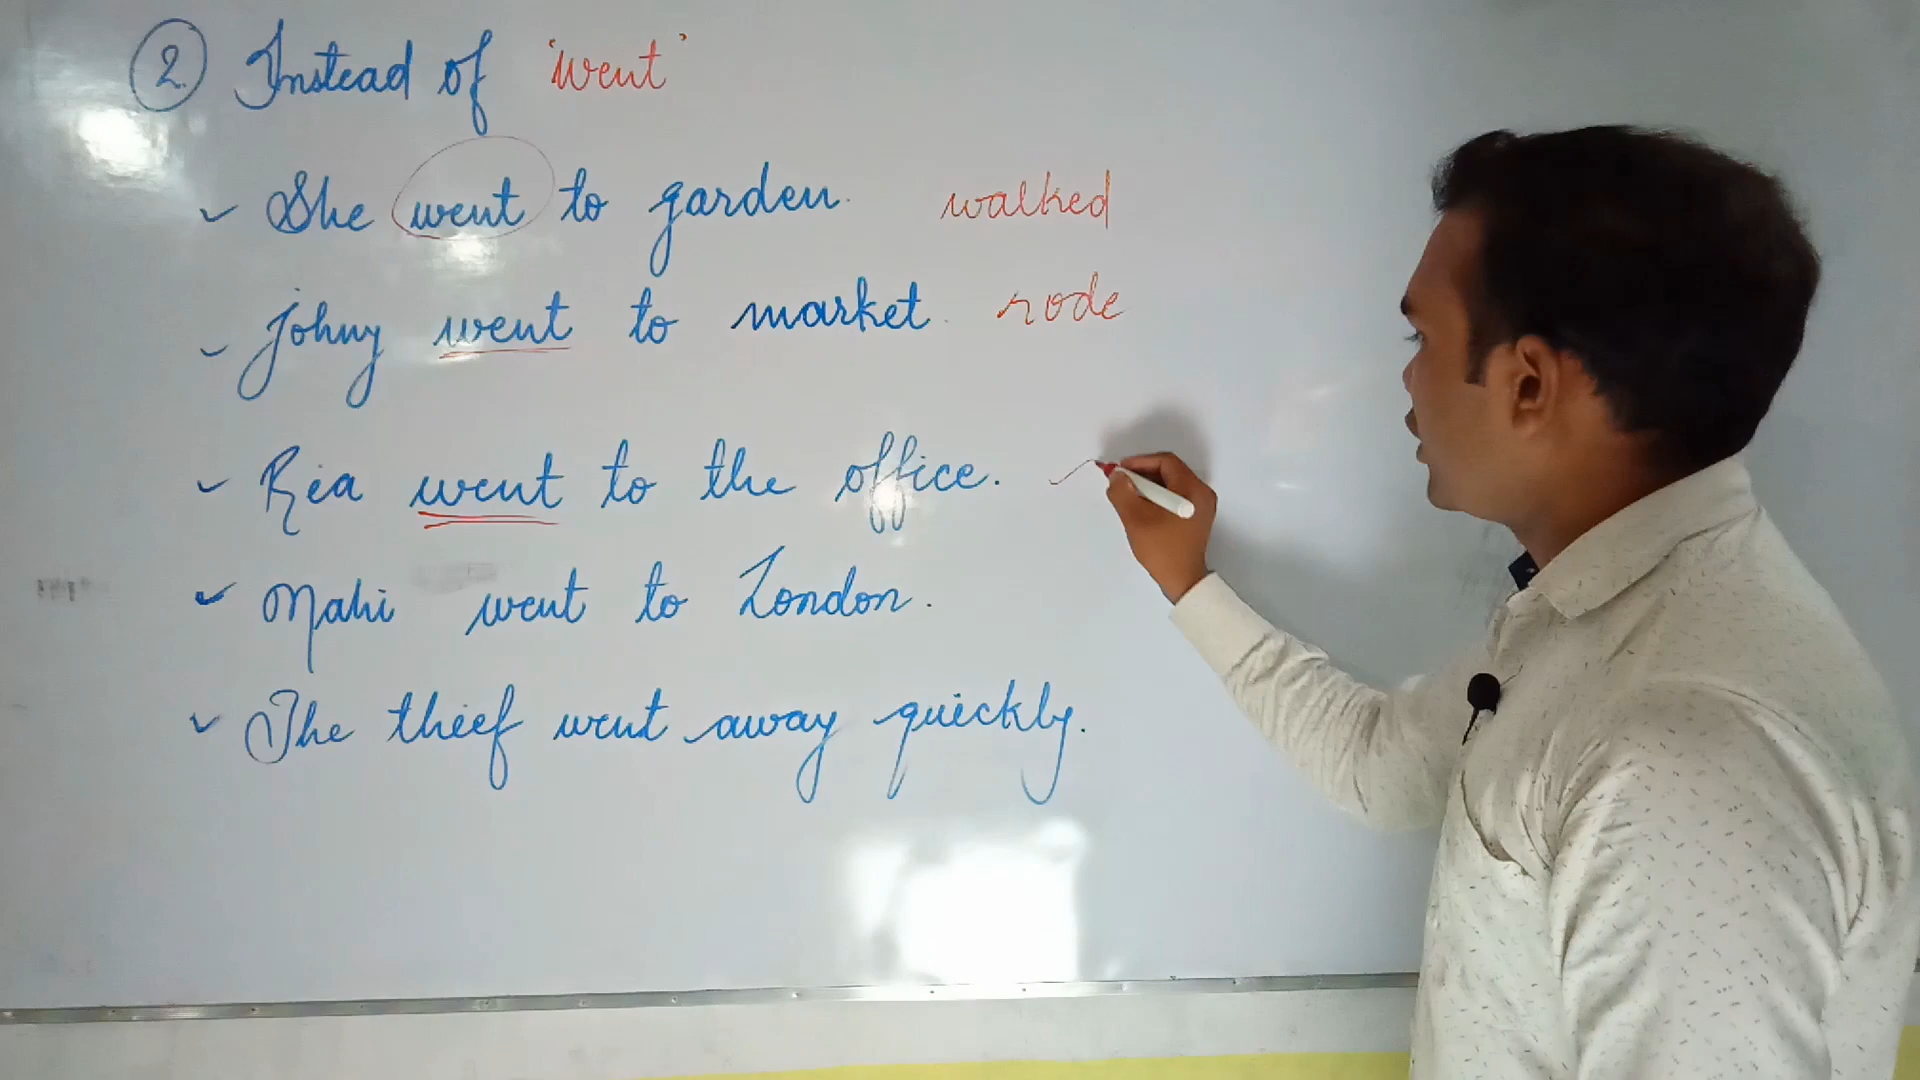 2. Instead of 'went'
She went to garden. walked
Johny went to market. rode
Ria went to the office.
Mahi went to London.
The thief went away quickly.